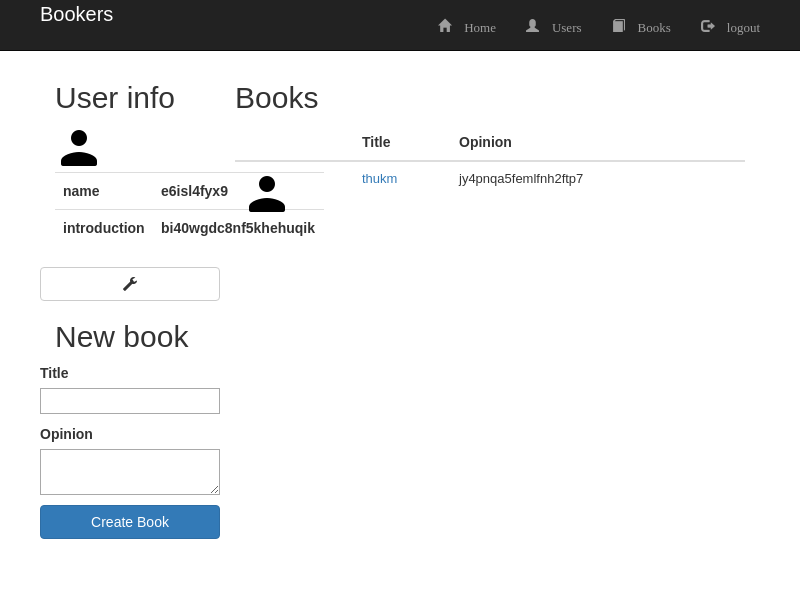 Bookers
Home Users Books logout
User info
name e6isl4fyx9
introduction bi40wgdc8nf5khehuqik
New book
Title
Opinion
Create Book
Books
Title Opinion
thukm jy4pnqa5femlfnh2ftp7